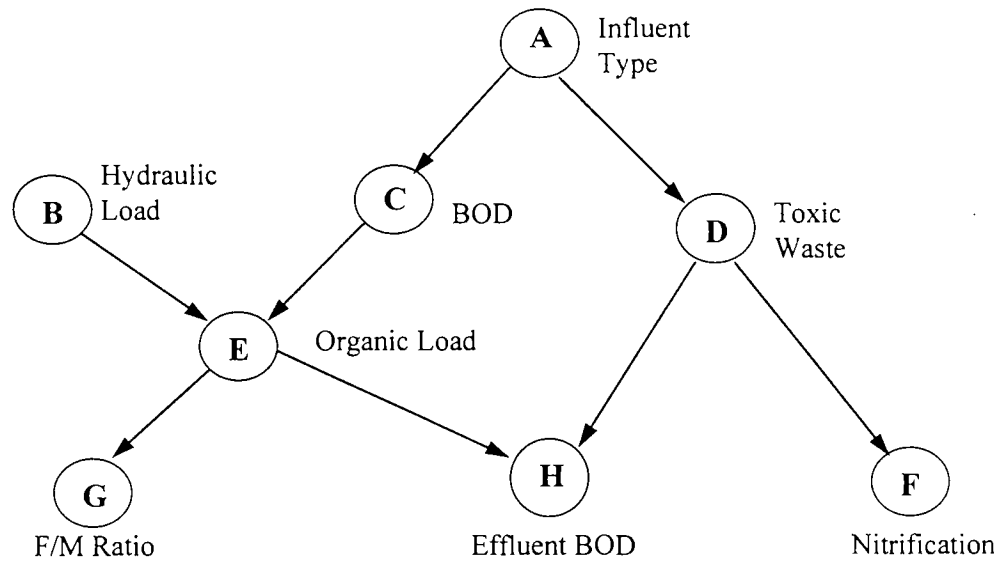 A
Influent
Type
B
Hydraulic
Load
C
BOD
D
Toxic
Waste
E
Organic Load
G
F/M Ratio
H
Effluent BOD
F
Nitrification